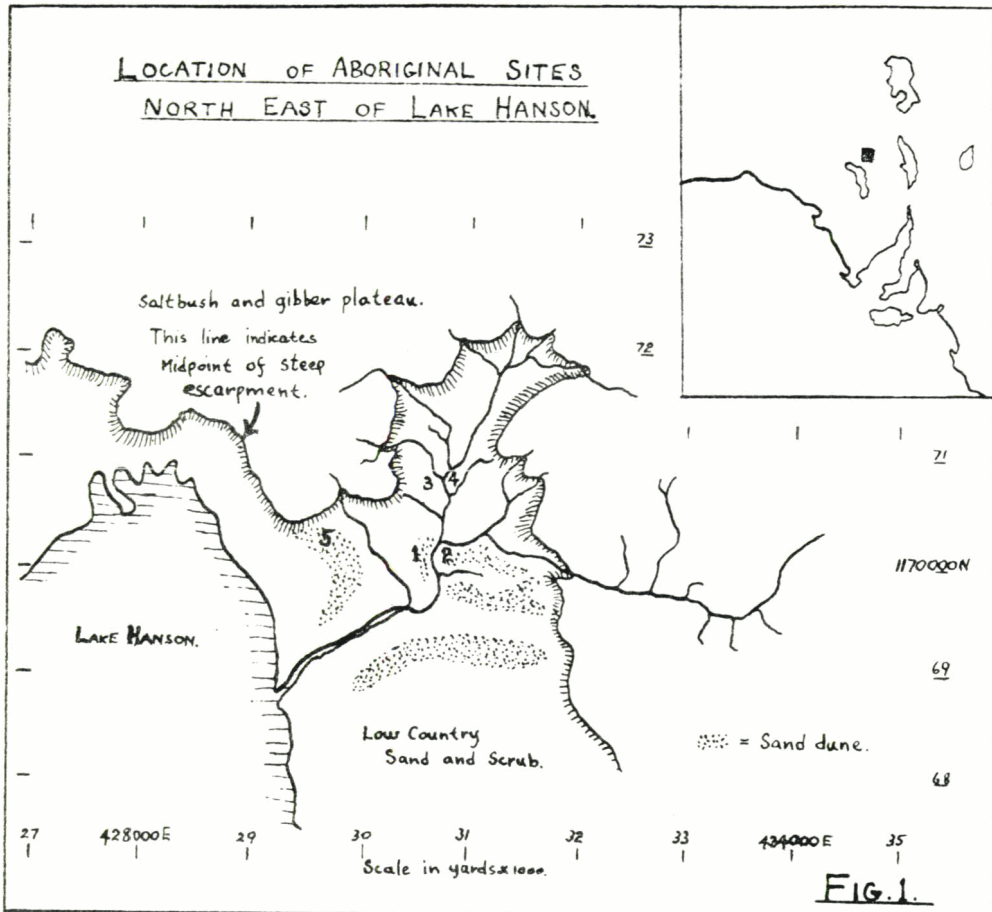 LOCATION OF ABORIGINAL SITES
NORTH EAST OF LAKE HANSON.
73
Saltbush and gibber plateau.
This line indicates
Midpoint of steep
escarpment.
72
71
3
4
5
1
2
1170000N
LAKE HANSON.
69
Low Country
Sand and Scrub.
= Sand dune.
68
27 428000E 29 30 31 32 33 434000E 35
Scale in yards x 1000.
FIG.1.